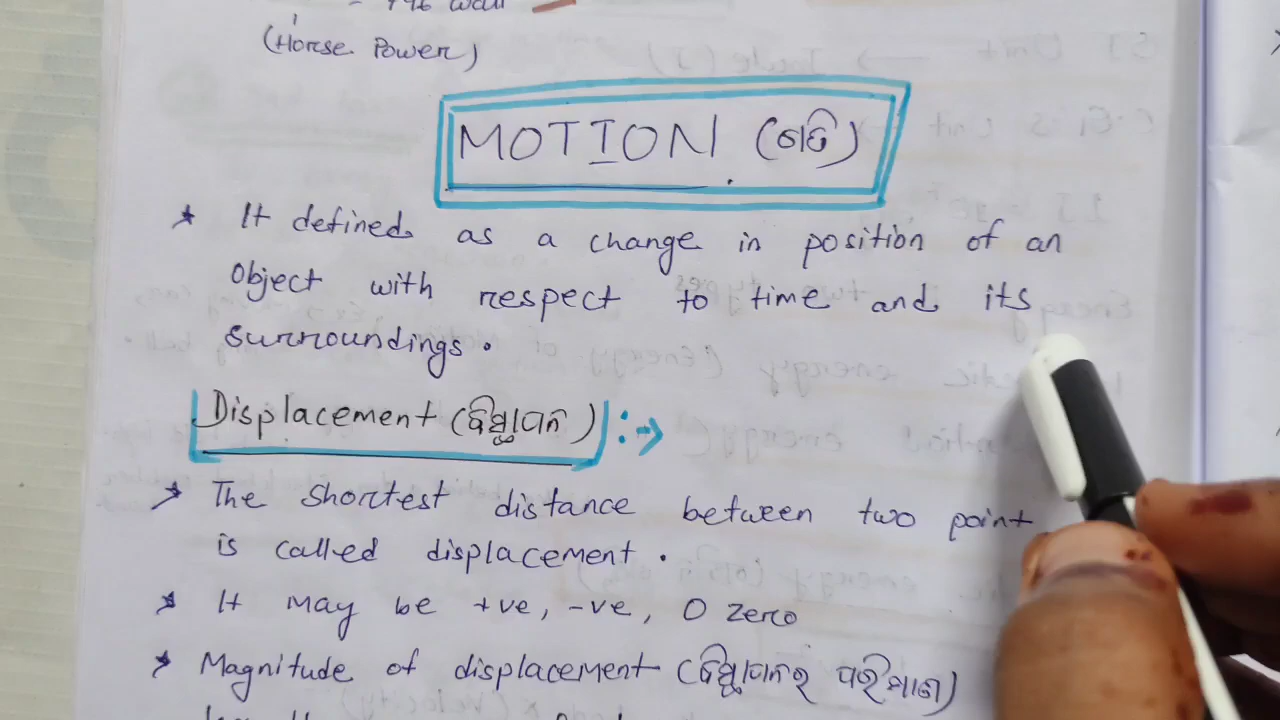 (Horse Power)
MOTION (ଗତି)
* It defined as a change in position of an
object with respect to time and its
surroundings.
Displacement (ବିସ୍ଥାପନ) :→
The shortest distance between two point
is called displacement.
* It may be +ve, -ve, 0 zero
* Magnitude of displacement (ବିସ୍ଥାପନର ପରିମାଣ)